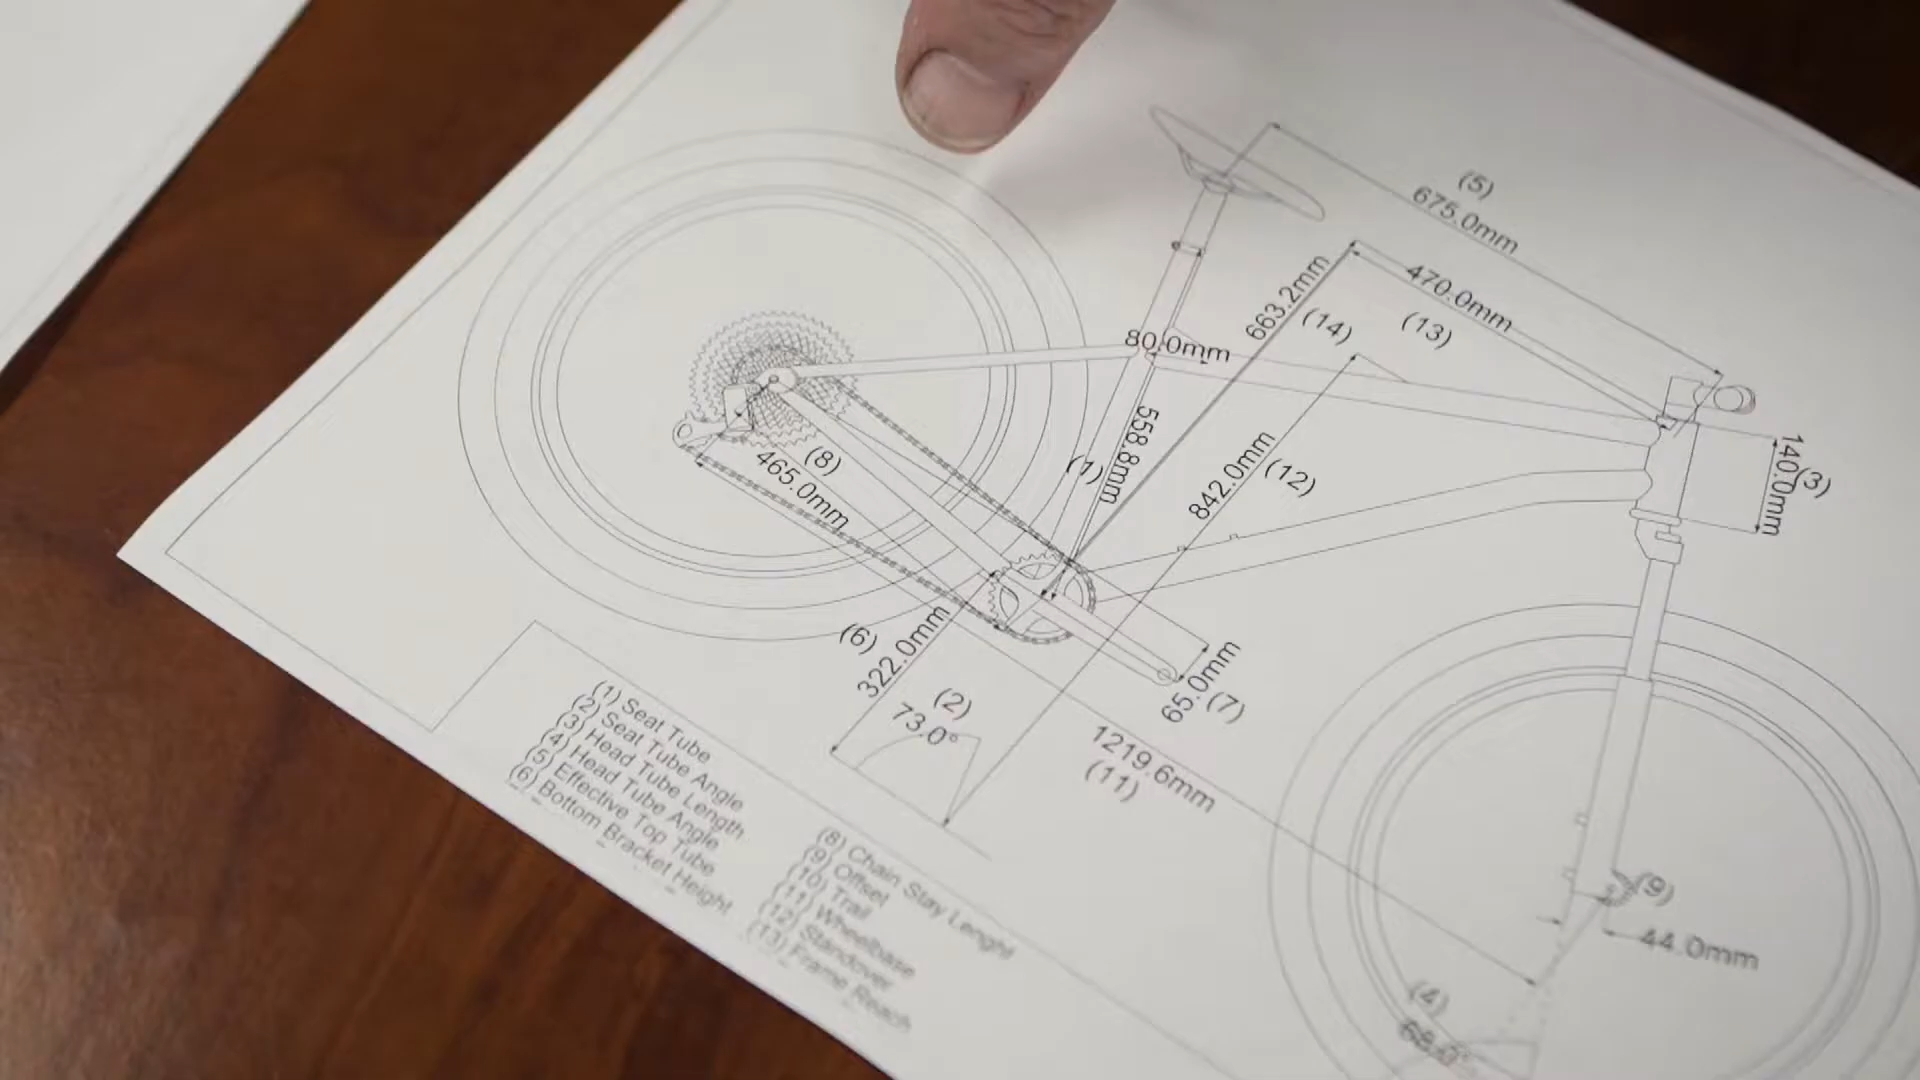 (5)
675.0mm
470.0mm
(13)
663.2mm
(14)
80.0mm
558.8mm
(1)
842.0mm
(12)
140.0mm
(3)
(8)
465.0mm
(6)
322.0mm
(2)
73.0°
65.0mm
(7)
1219.6mm
(11)
(9)
44.0mm
(4)
68.0°
(1) Seat Tube
(2) Seat Tube Angle
(3) Head Tube Length
(4) Head Tube Angle
(5) Effective Top Tube
(6) Bottom Bracket Height
(8) Chain Stay Lenght
(9) Offset
(10) Trail
(11) Wheelbase
(12) Standover
(13) Frame Reach